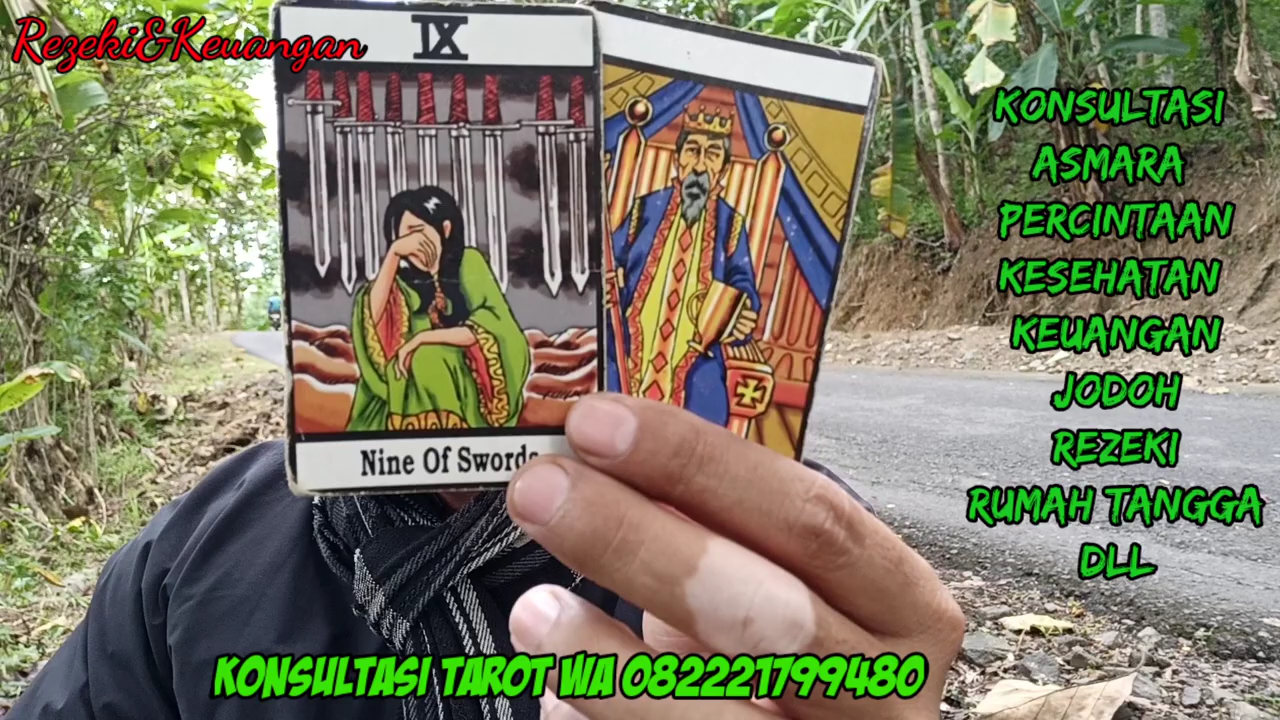 Rezeki&Keuangan
IX
Nine Of Swords
KONSULTASI
ASMARA
PERCINTAAN
KESEHATAN
KEUANGAN
JODOH
REZEKI
RUMAH TANGGA
DLL
KONSULTASI TAROT WA 082221799480